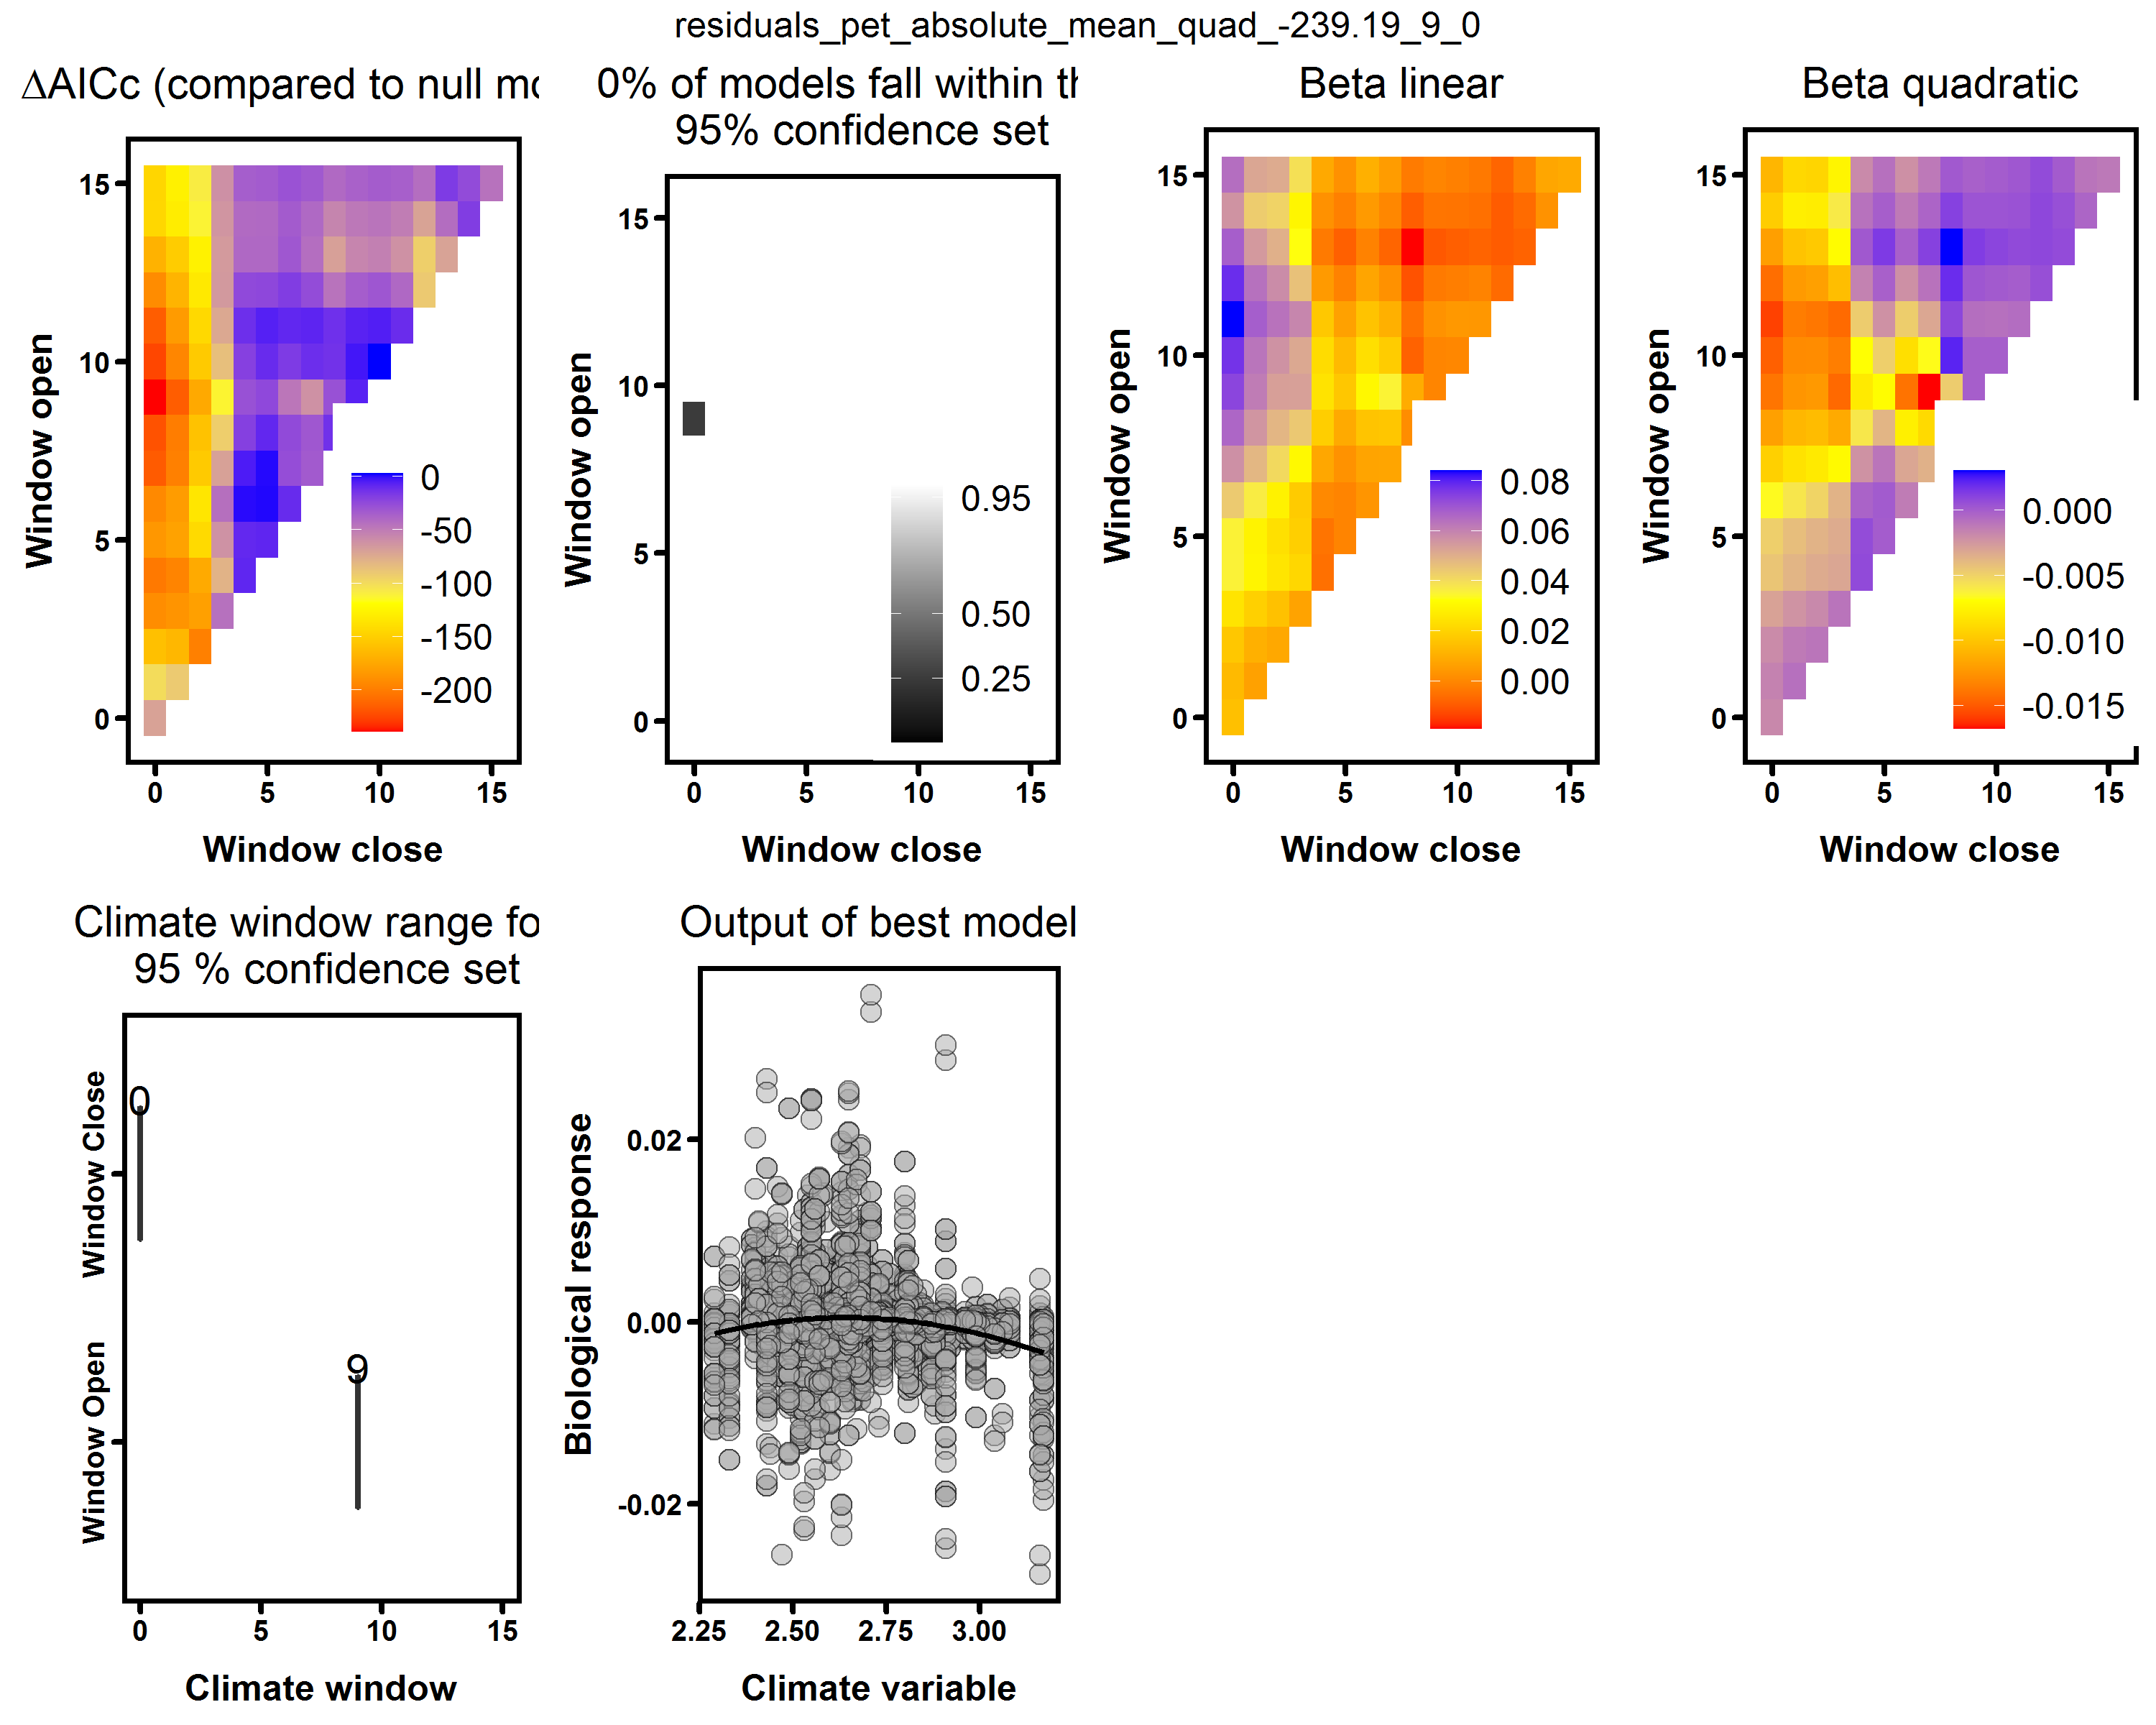 residuals_pet_absolute_mean_quad_-239.19_9_0
ΔAICc (compared to null mo
15
10
5
0
0
5
10
15
Window open
Window close
0
-50
-100
-150
-200
0% of models fall within th
95% confidence set
15
10
5
0
0
5
10
15
Window open
Window close
0.95
0.50
0.25
Beta linear
15
10
5
0
0
5
10
15
Window open
Window close
0.08
0.06
0.04
0.02
0.00
Beta quadratic
15
10
5
0
0
5
10
15
Window open
Window close
0.000
-0.005
-0.010
-0.015
Climate window range fo
95 % confidence set
Window Close
Window Open
0
9
0
5
10
15
Climate window
Output of best model
Biological response
0.02
0.00
-0.02
2.25
2.50
2.75
3.00
Climate variable